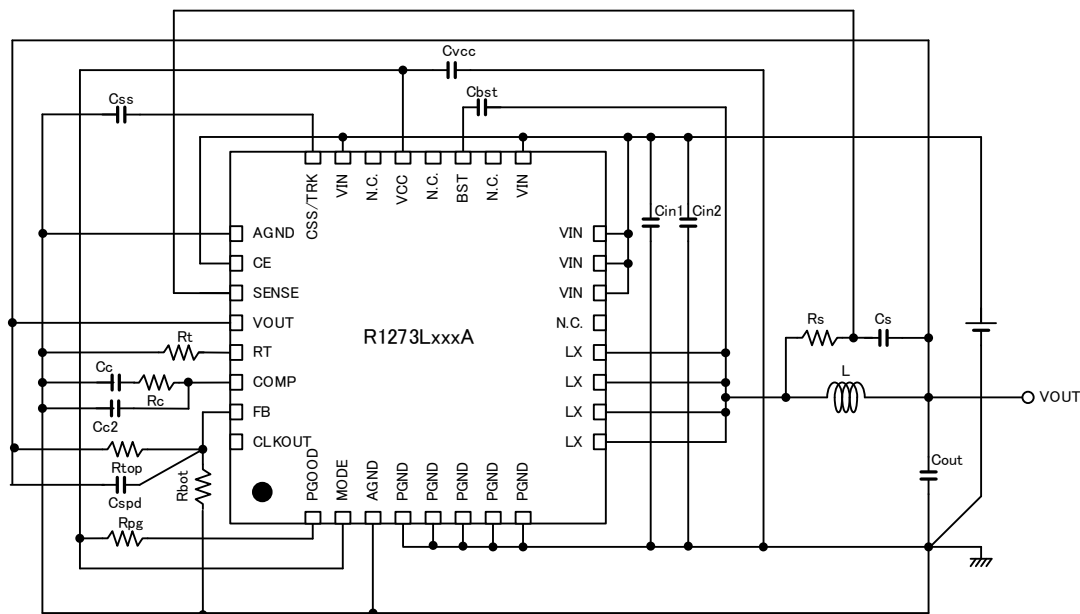 Cvcc
Cbst
Css
CSS/TRK
VIN
N.C.
VCC
N.C.
BST
N.C.
VIN
Cin1
Cin2
AGND
CE
SENSE
VOUT
RT
COMP
FB
CLKOUT
R1273LxxxA
VIN
VIN
VIN
N.C.
LX
LX
LX
LX
Rs
Cs
L
VOUT
Cout
Rt
Cc
Rc
Cc2
Rtop
Cspd
Rbot
Rpg
PGOOD
MODE
AGND
PGND
PGND
PGND
PGND
PGND